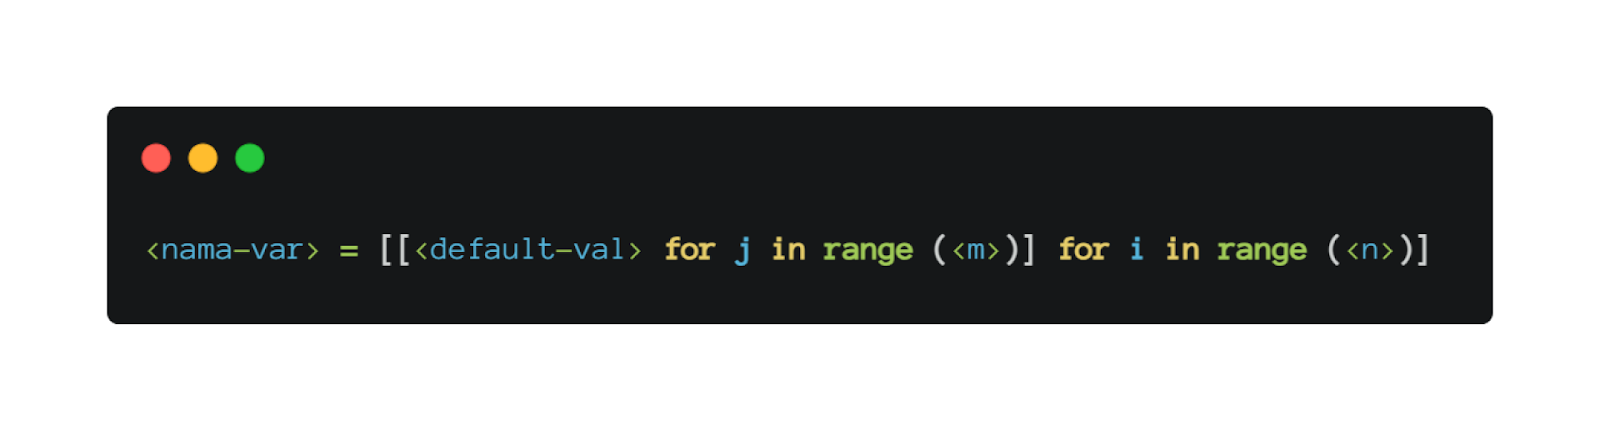 <nama-var> = [[<default-val> for j in range (<m>)] for i in range (<n>)]